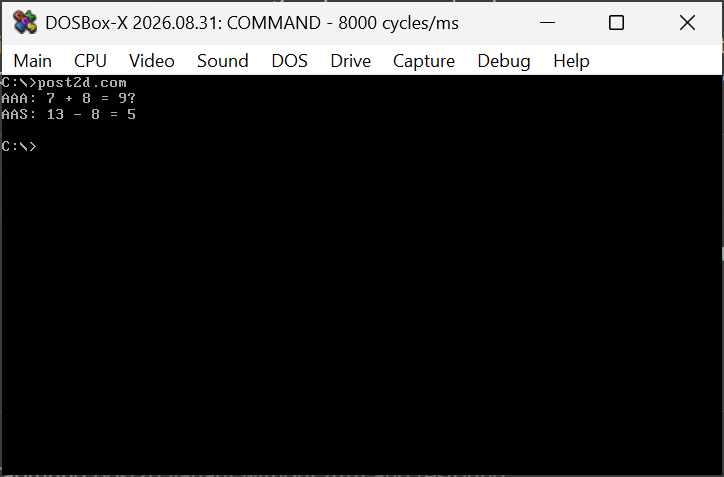 DOSBox-X 2026.08.31: COMMAND - 8000 cycles/ms
Main CPU Video Sound DOS Drive Capture Debug Help
C:\>post2d.com
AAA: 7 + 8 = 9?
AAS: 13 - 8 = 5
C:\>